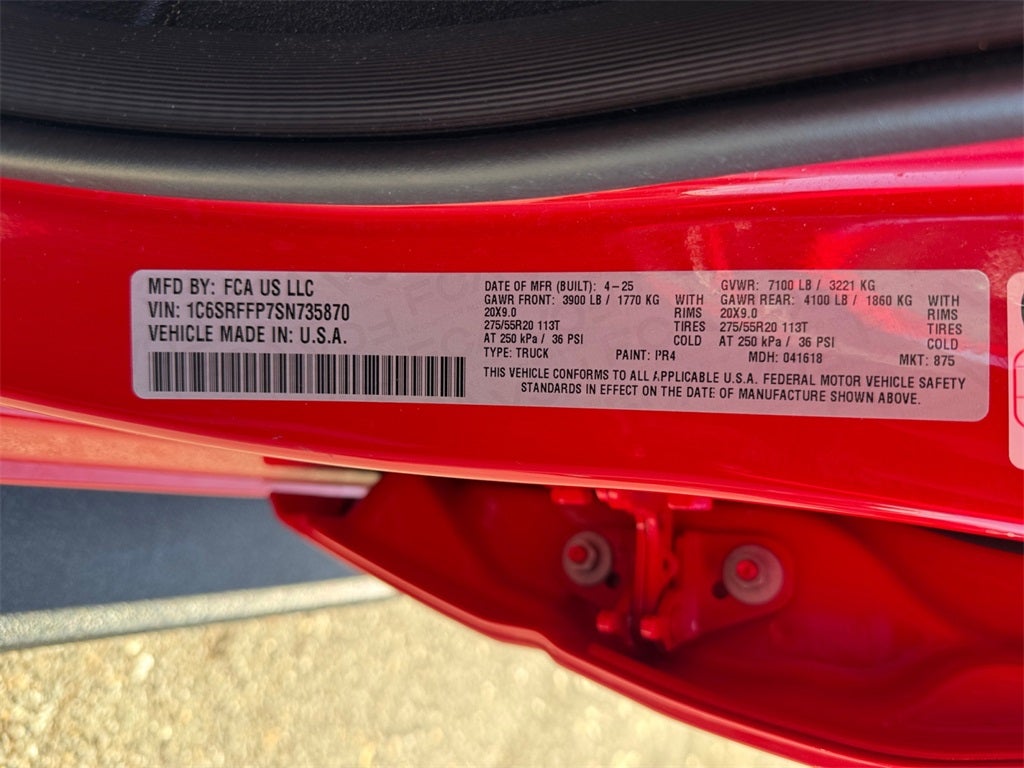 MFD BY: FCA US LLC
VIN: 1C6SRFFP7SN735870
VEHICLE MADE IN: U.S.A.
DATE OF MFR (BUILT): 4-25 GVWR: 7100 LB / 3221 KG
GAWR FRONT: 3900 LB / 1770 KG WITH GAWR REAR: 4100 LB / 1860 KG WITH
20X9.0 RIMS 20X9.0 RIMS
275/55R20 113T TIRES 275/55R20 113T TIRES
AT 250 kPa / 36 PSI COLD AT 250 kPa / 36 PSI COLD
TYPE: TRUCK PAINT: PR4 MDH: 041618 MKT: 875
THIS VEHICLE CONFORMS TO ALL APPLICABLE U.S.A. FEDERAL MOTOR VEHICLE SAFETY
STANDARDS IN EFFECT ON THE DATE OF MANUFACTURE SHOWN ABOVE.